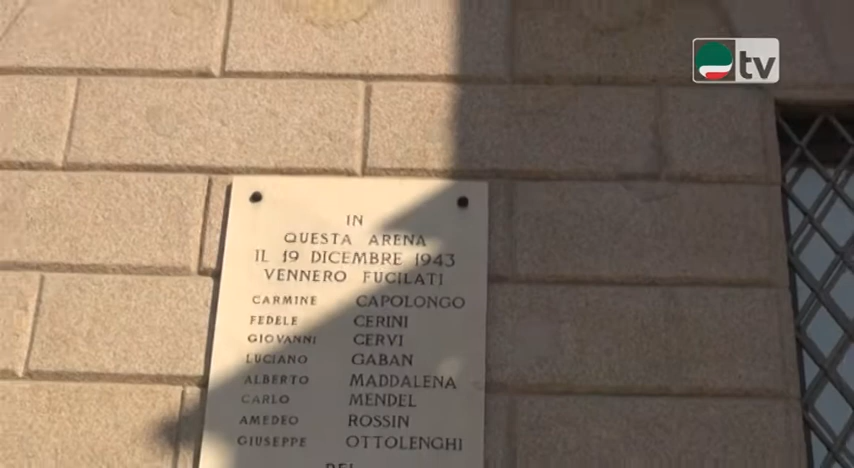 tv
IN
QUESTA ARENA
IL 19 DICEMBRE 1943
VENNERO FUCILATI
CARMINE CAPOLONGO
FEDELE CERINI
GIOVANNI CERVI
LUCIANO GABAN
ALBERTO MADDALENA
CARLO MENDEL
AMEDEO ROSSIN
GIUSEPPE OTTOLENGHI